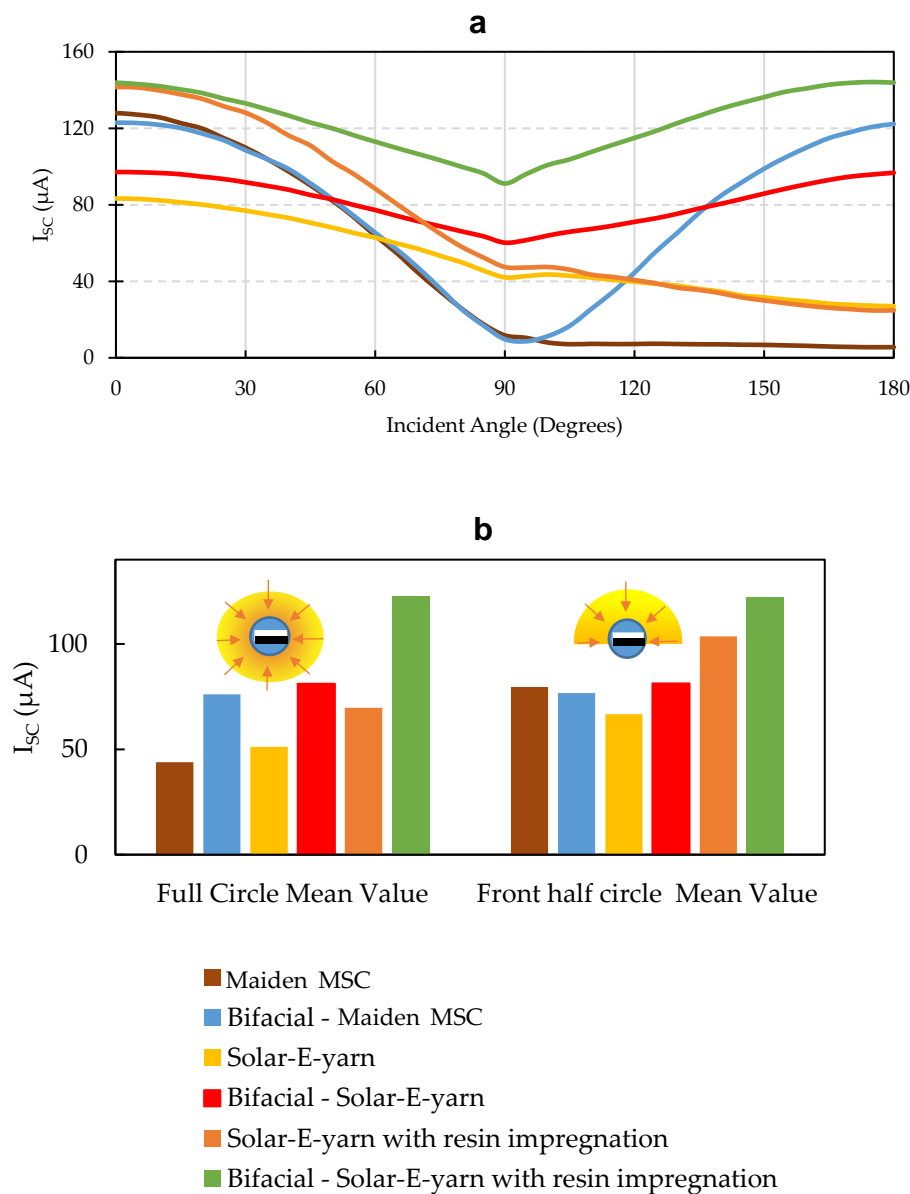 a
160
120
80
40
0
I_SC (µA)
0 30 60 90 120 150 180
Incident Angle (Degrees)
b
100
50
0
I_SC (µA)
Full Circle Mean Value Front half circle Mean Value
Maiden MSC
Bifacial - Maiden MSC
Solar-E-yarn
Bifacial - Solar-E-yarn
Solar-E-yarn with resin impregnation
Bifacial - Solar-E-yarn with resin impregnation